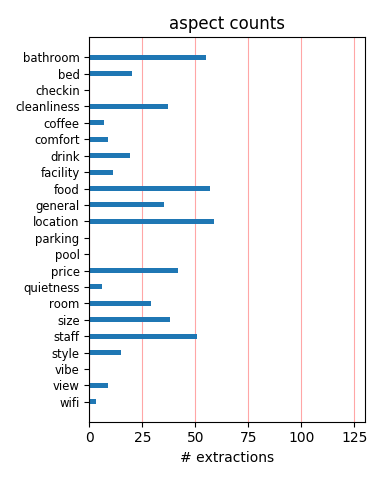 aspect counts
bathroom
bed
checkin
cleanliness
coffee
comfort
drink
facility
food
general
location
parking
pool
price
quietness
room
size
staff
style
vibe
view
wifi
0 25 50 75 100 125
# extractions